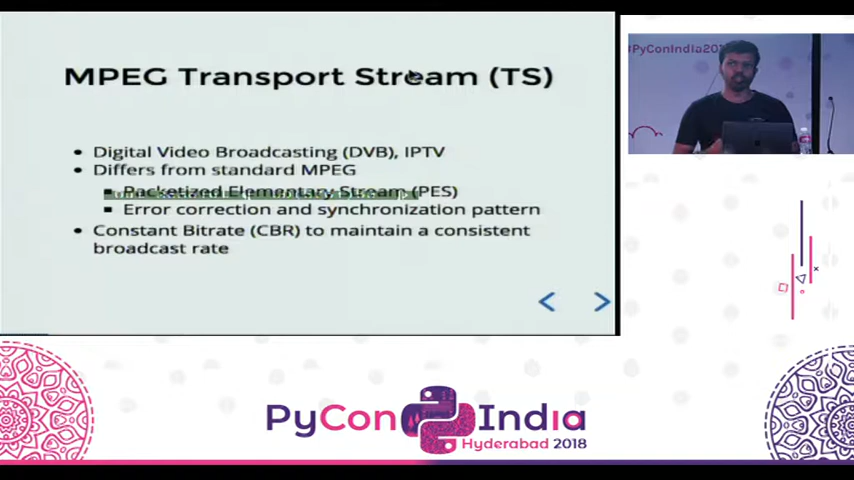 MPEG Transport Stream (TS)
#PyConIndia201
Digital Video Broadcasting (DVB), IPTV
Differs from standard MPEG
Packetized Elementary Stream (PES)
Error correction and synchronization pattern
Constant Bitrate (CBR) to maintain a consistent
broadcast rate
PyCon India
Hyderabad 2018